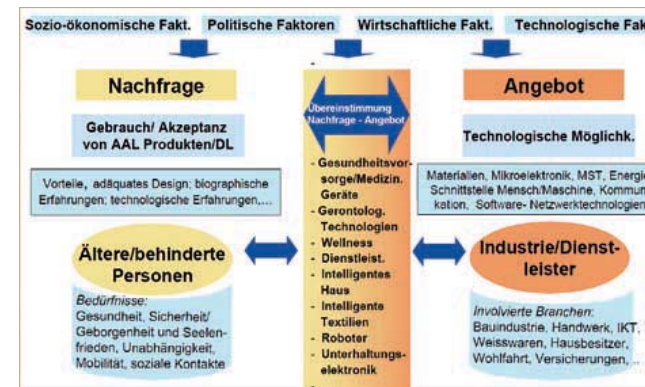 Sozio-ökonomische Fakt. Politische Faktoren Wirtschaftliche Fakt. Technologische Fak
Nachfrage
Gebrauch/ Akzeptanz
von AAL Produkten/DL
Vorteile, adäquates Design; biographische
Erfahrungen; technologische Erfahrungen,...
Ältere/behinderte
Personen
Bedürfnisse:
Gesundheit, Sicherheit/
Geborgenheit und Seelen-
frieden, Unabhängigkeit,
Mobilität, soziale Kontakte
-
Übereinstimmung
Nachfrage - Angebot
- Gesundheitsvor-
sorge/Medizin.
Geräte
- Gerontolog.
Technologien
- Wellness
- Dienstleist.
- Intelligentes
Haus
- Intelligente
Textilien
- Roboter
- Unterhaltungs-
elektronik
-
Angebot
Technologische Möglichk.
Materialien, Mikroelektronik, MST, Energie
Schnittstelle Mensch/Maschine, Kommun
kation, Software- Netzwerktechnologien
Industrie/Dienst-
leister
Involvierte Branchen:
Bauindustrie, Handwerk, IKT,
Weisswaren, Hausbesitzer,
Wohlfahrt, Versicherungen, ..